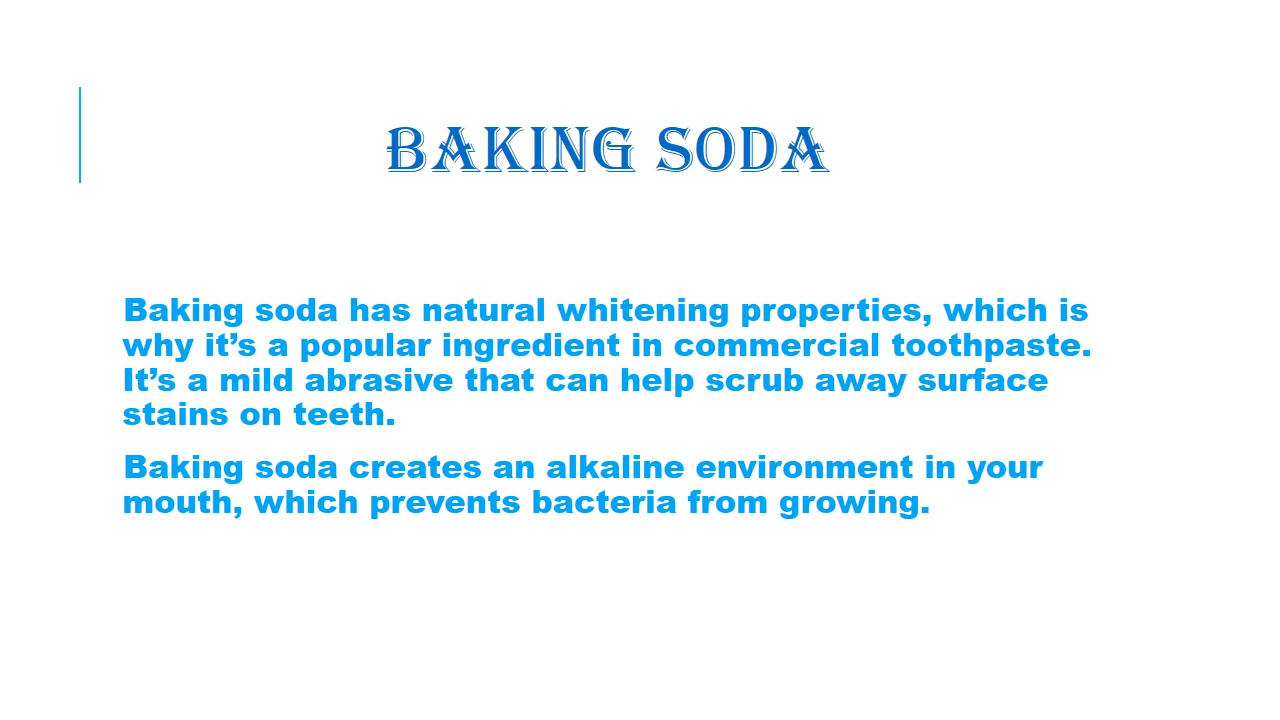 BAKING SODA
Baking soda has natural whitening properties, which is
why it’s a popular ingredient in commercial toothpaste.
It’s a mild abrasive that can help scrub away surface
stains on teeth.
Baking soda creates an alkaline environment in your
mouth, which prevents bacteria from growing.